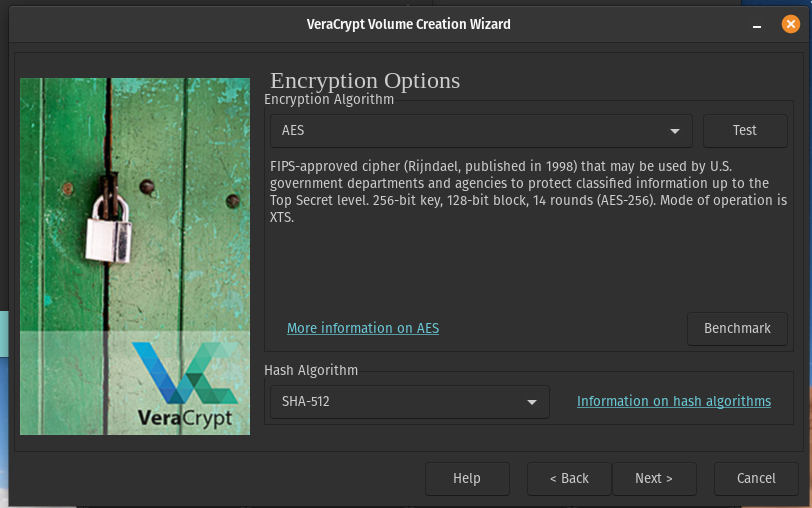 VeraCrypt Volume Creation Wizard
Encryption Options
Encryption Algorithm
AES
Test
FIPS-approved cipher (Rijndael, published in 1998) that may be used by U.S.
government departments and agencies to protect classified information up to the
Top Secret level. 256-bit key, 128-bit block, 14 rounds (AES-256). Mode of operation is
XTS.
More information on AES
Benchmark
Hash Algorithm
SHA-512
Information on hash algorithms
VeraCrypt
Help
< Back
Next >
Cancel